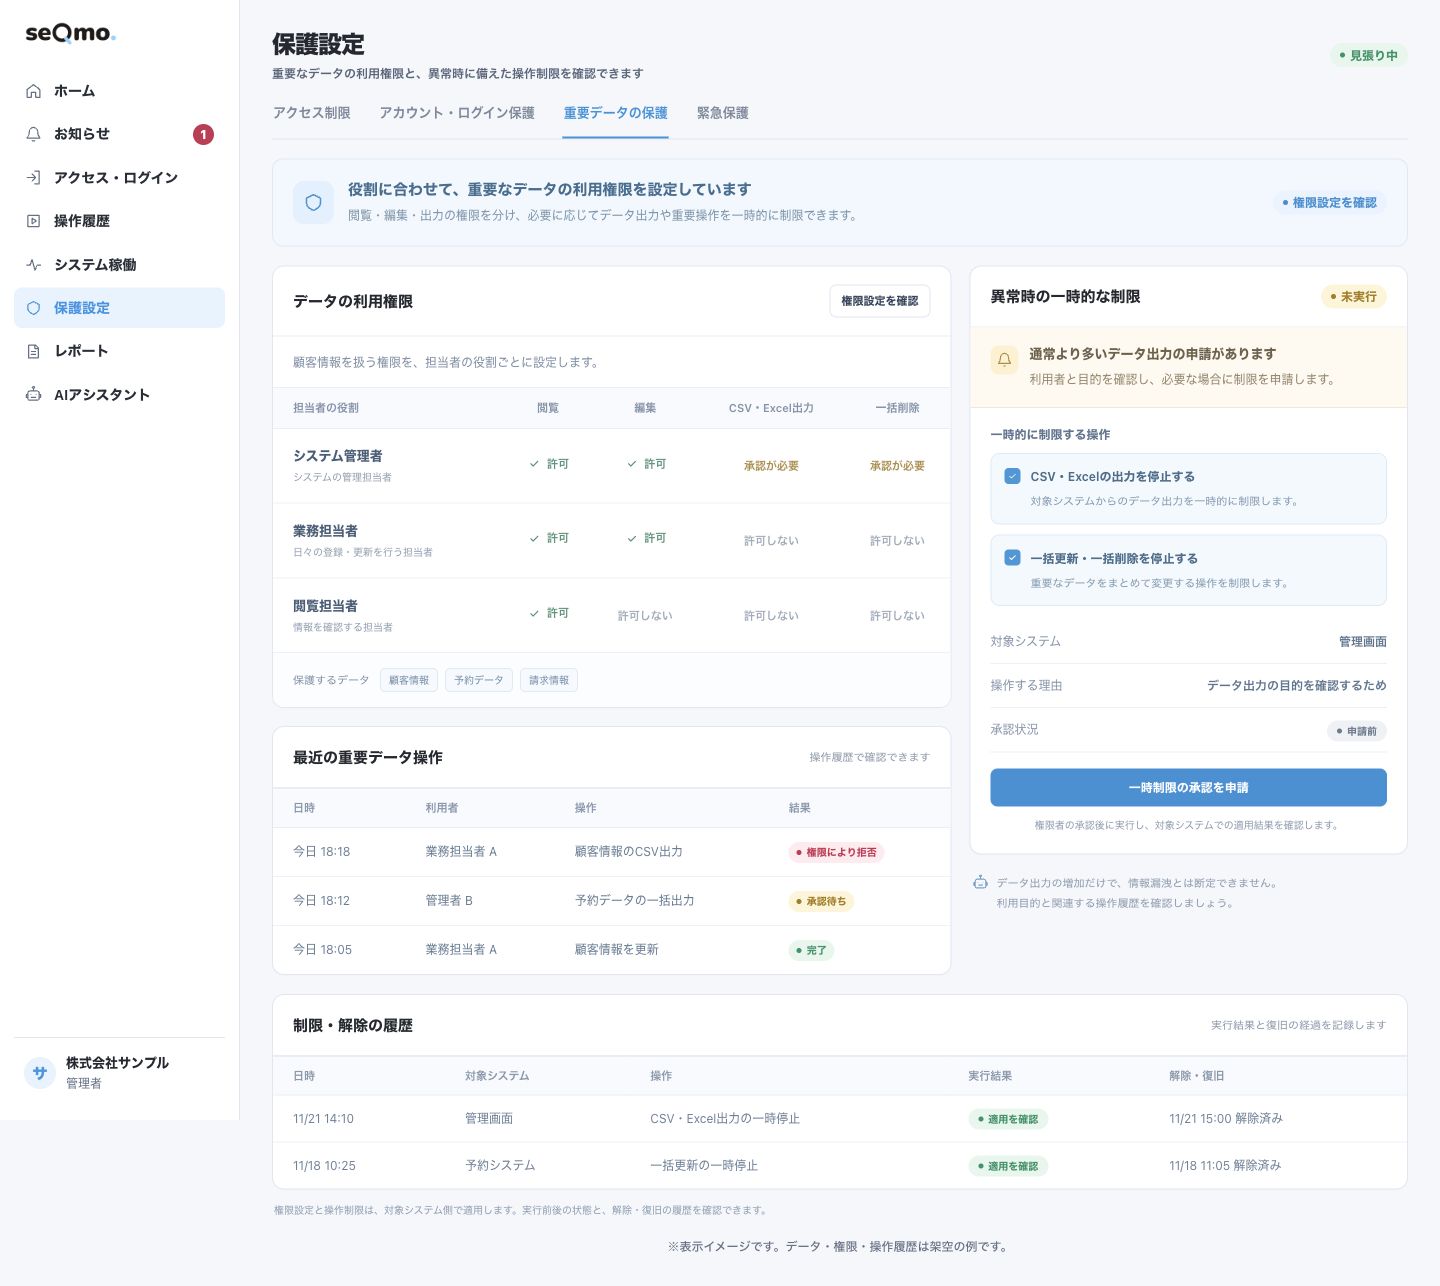 seQmo.
ホーム
お知らせ
1
アクセス・ログイン
操作履歴
システム稼働
保護設定
レポート
AIアシスタント
サ
株式会社サンプル
管理者
保護設定
重要なデータの利用権限と、異常時に備えた操作制限を確認できます
見張り中
アクセス制限
アカウント・ログイン保護
重要データの保護
緊急保護
役割に合わせて、重要なデータの利用権限を設定しています
閲覧・編集・出力の権限を分け、必要に応じてデータ出力や重要操作を一時的に制限できます。
権限設定を確認
データの利用権限
権限設定を確認
顧客情報を扱う権限を、担当者の役割ごとに設定します。
担当者の役割 閲覧 編集 CSV・Excel出力 一括削除
システム管理者
システムの管理担当者
許可 許可 承認が必要 承認が必要
業務担当者
日々の登録・更新を行う担当者
許可 許可 許可しない 許可しない
閲覧担当者
情報を確認する担当者
許可 許可しない 許可しない 許可しない
保護するデータ 顧客情報 予約データ 請求情報
異常時の一時的な制限
未実行
通常より多いデータ出力の申請があります
利用者と目的を確認し、必要な場合に制限を申請します。
一時的に制限する操作
CSV・Excelの出力を停止する
対象システムからのデータ出力を一時的に制限します。
一括更新・一括削除を停止する
重要なデータをまとめて変更する操作を制限します。
対象システム 管理画面
操作する理由 データ出力の目的を確認するため
承認状況 申請前
一時制限の承認を申請
権限者の承認後に実行し、対象システムでの適用結果を確認します。
データ出力の増加だけで、情報漏洩とは断定できません。
利用目的と関連する操作履歴を確認しましょう。
最近の重要データ操作
操作履歴で確認できます
日時 利用者 操作 結果
今日 18:18 業務担当者 A 顧客情報のCSV出力 権限により拒否
今日 18:12 管理者 B 予約データの一括出力 承認待ち
今日 18:05 業務担当者 A 顧客情報を更新 完了
制限・解除の履歴
実行結果と復旧の経過を記録します
日時 対象システム 操作 実行結果 解除・復旧
11/21 14:10 管理画面 CSV・Excel出力の一時停止 適用を確認 11/21 15:00 解除済み
11/18 10:25 予約システム 一括更新の一時停止 適用を確認 11/18 11:05 解除済み
権限設定と操作制限は、対象システム側で適用します。実行前後の状態と、解除・復旧の履歴を確認できます。
※表示イメージです。データ・権限・操作履歴は架空の例です。